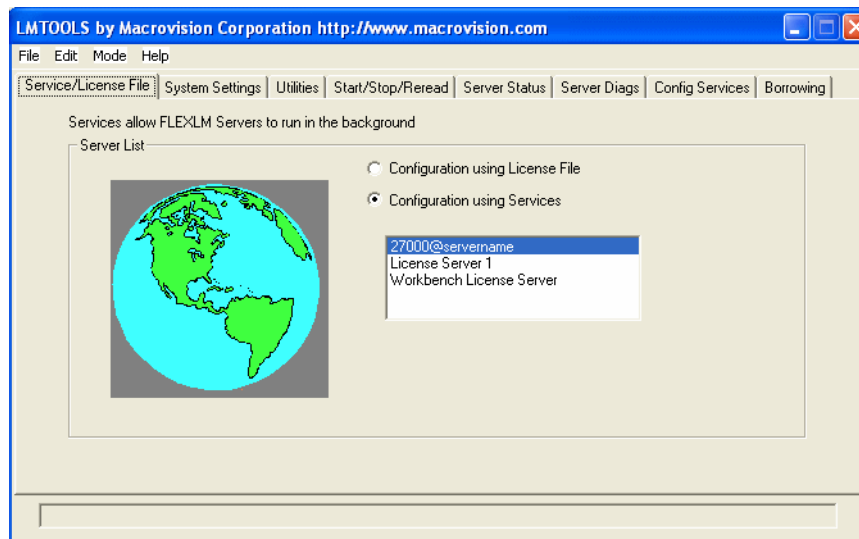 LMTOOLS by Macrovision Corporation http://www.macrovision.com
File Edit Mode Help
Service/License File System Settings Utilities Start/Stop/Reread Server Status Server Diags Config Services Borrowing
Services allow FLEXLM Servers to run in the background
Server List
Configuration using License File
Configuration using Services
27000@servername
License Server 1
Workbench License Server